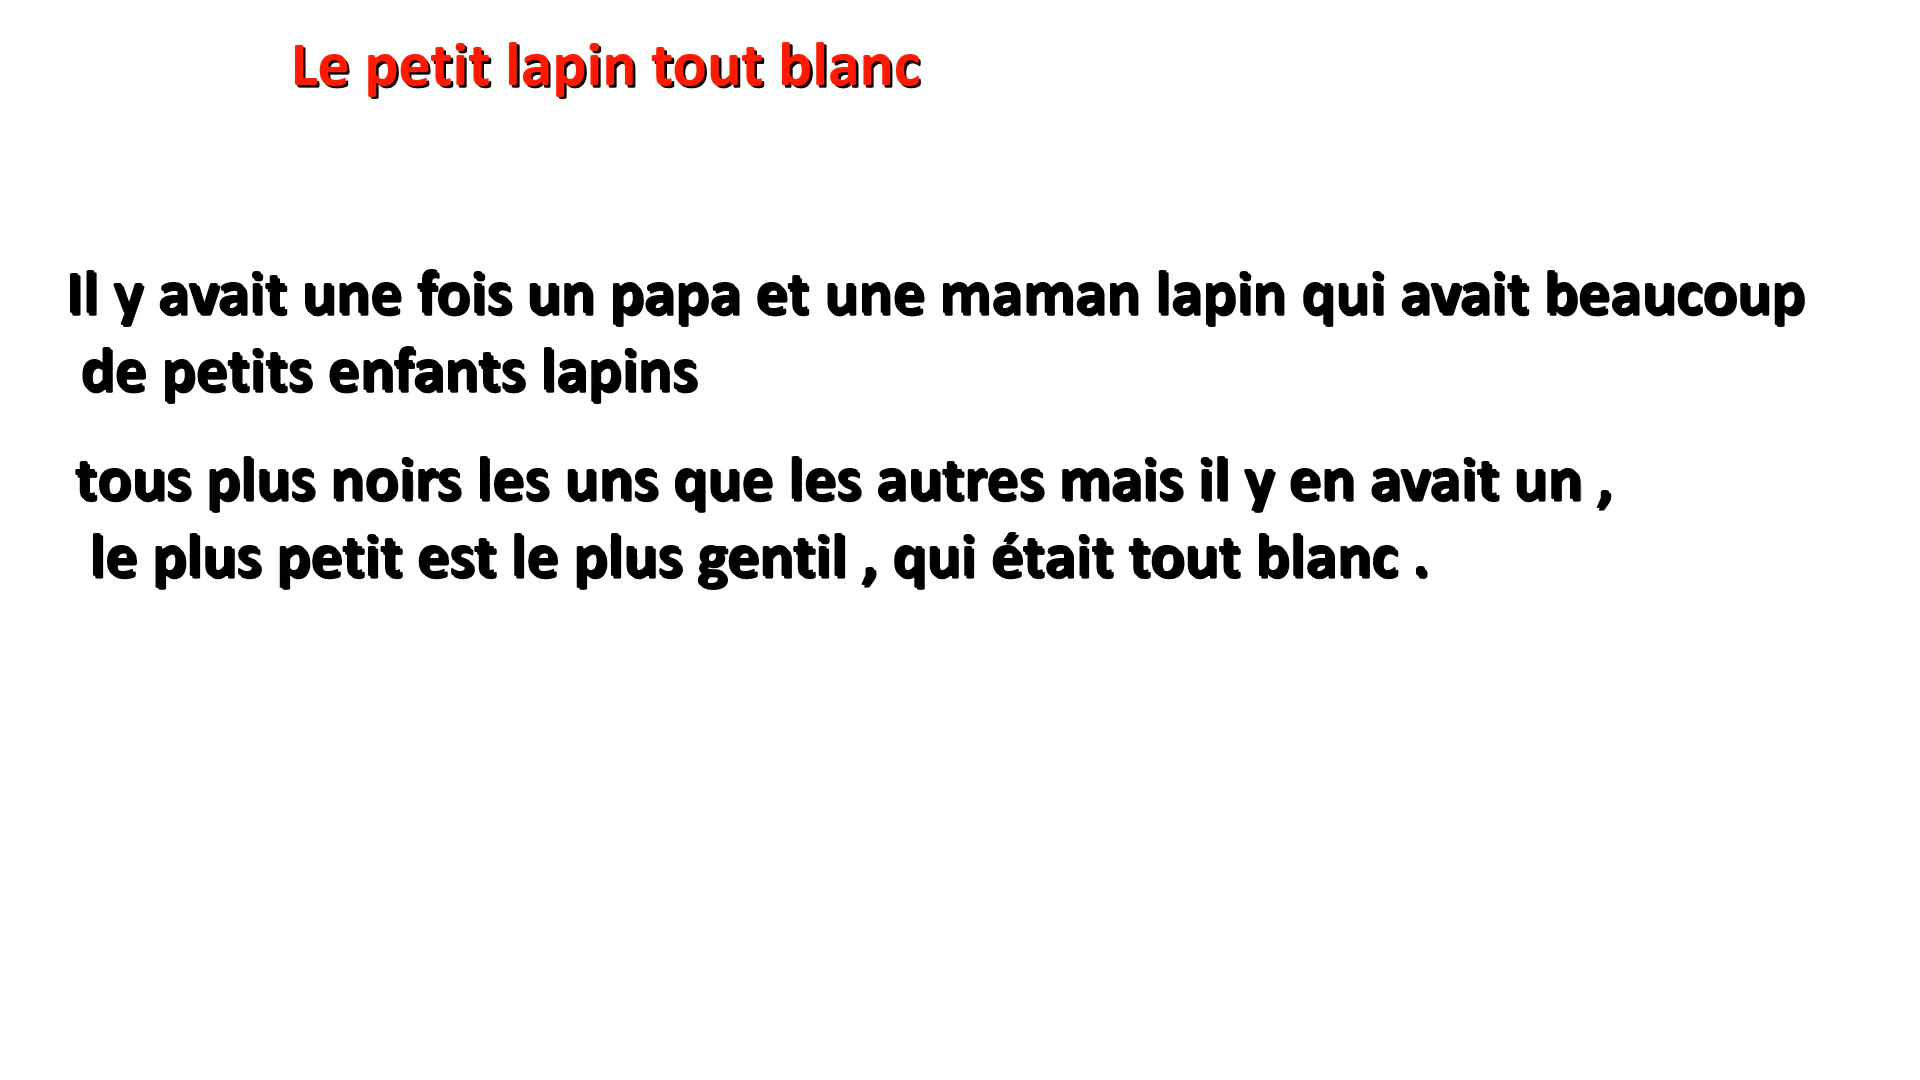 Le petit lapin tout blanc
Il y avait une fois un papa et une maman lapin qui avait beaucoup
de petits enfants lapins
tous plus noirs les uns que les autres mais il y en avait un ,
le plus petit est le plus gentil , qui était tout blanc .